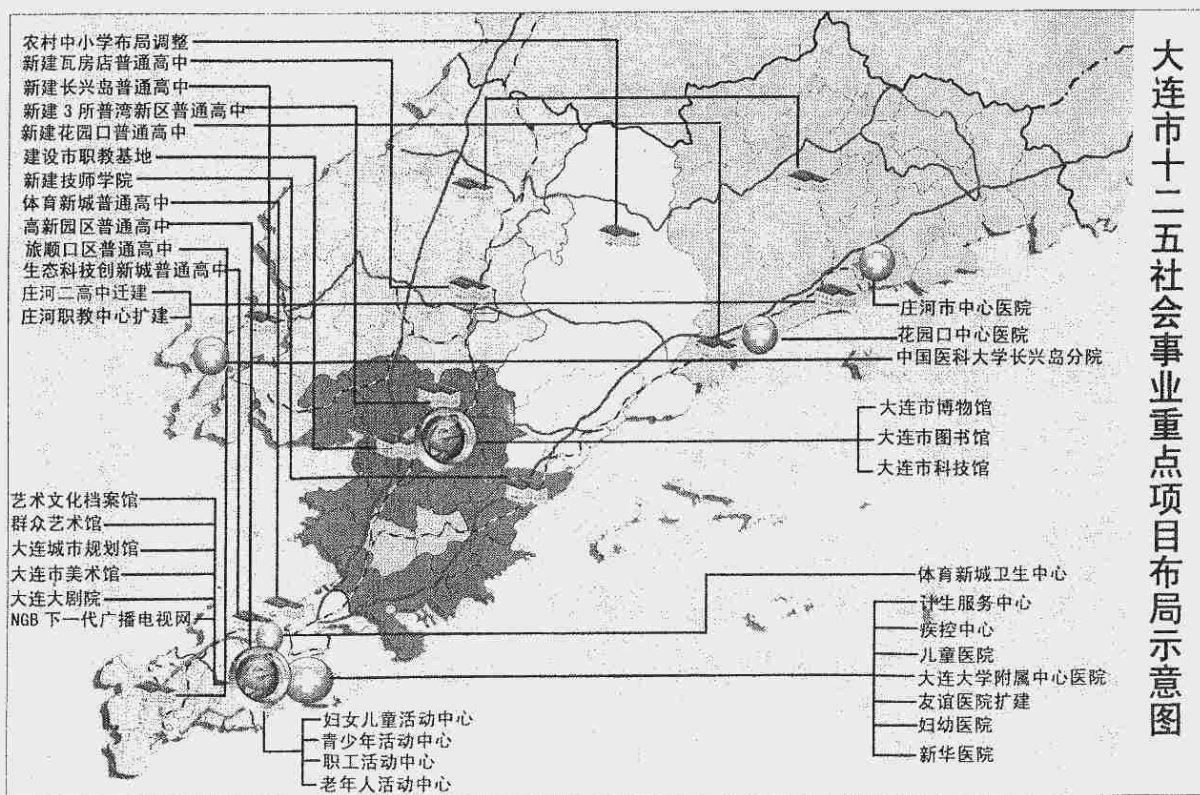 大连市十二五社会事业重点项目布局示意图
农村中小学布局调整
新建瓦房店普通高中
新建长兴岛普通高中
新建3所普湾新区普通高中
新建花园口普通高中
建设市职教基地
新建技师学院
体育新城普通高中
高新园区普通高中
旅顺口区普通高中
生态科技创新城普通高中
庄河二高中迁建
庄河职教中心扩建
庄河市中心医院
花园口中心医院
中国医科大学长兴岛分院
大连市博物馆
大连市图书馆
大连市科技馆
艺术文化档案馆
群众艺术馆
大连城市规划馆
大连市美术馆
大连大剧院
NGB下一代广播电视网
体育新城卫生中心
计生服务中心
疾控中心
儿童医院
大连大学附属中心医院
友谊医院扩建
妇幼医院
新华医院
妇女儿童活动中心
青少年活动中心
职工活动中心
老年人活动中心